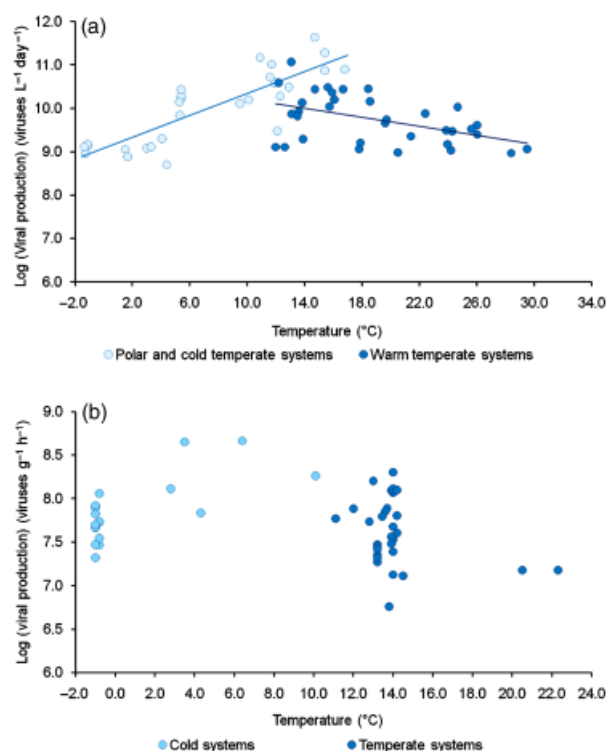 (a)
12.0
11.0
10.0
9.0
8.0
7.0
6.0
Log (Viral production) (viruses L⁻¹ day⁻¹)
−2.0 2.0 6.0 10.0 14.0 18.0 22.0 26.0 30.0 34.0
Temperature (°C)
Polar and cold temperate systems Warm temperate systems
(b)
9.0
8.5
8.0
7.5
7.0
6.5
6.0
Log (viral production) (viruses g⁻¹ h⁻¹)
−2.0 0.0 2.0 4.0 6.0 8.0 10.0 12.0 14.0 16.0 18.0 20.0 22.0 24.0
Temperature (°C)
Cold systems Temperate systems